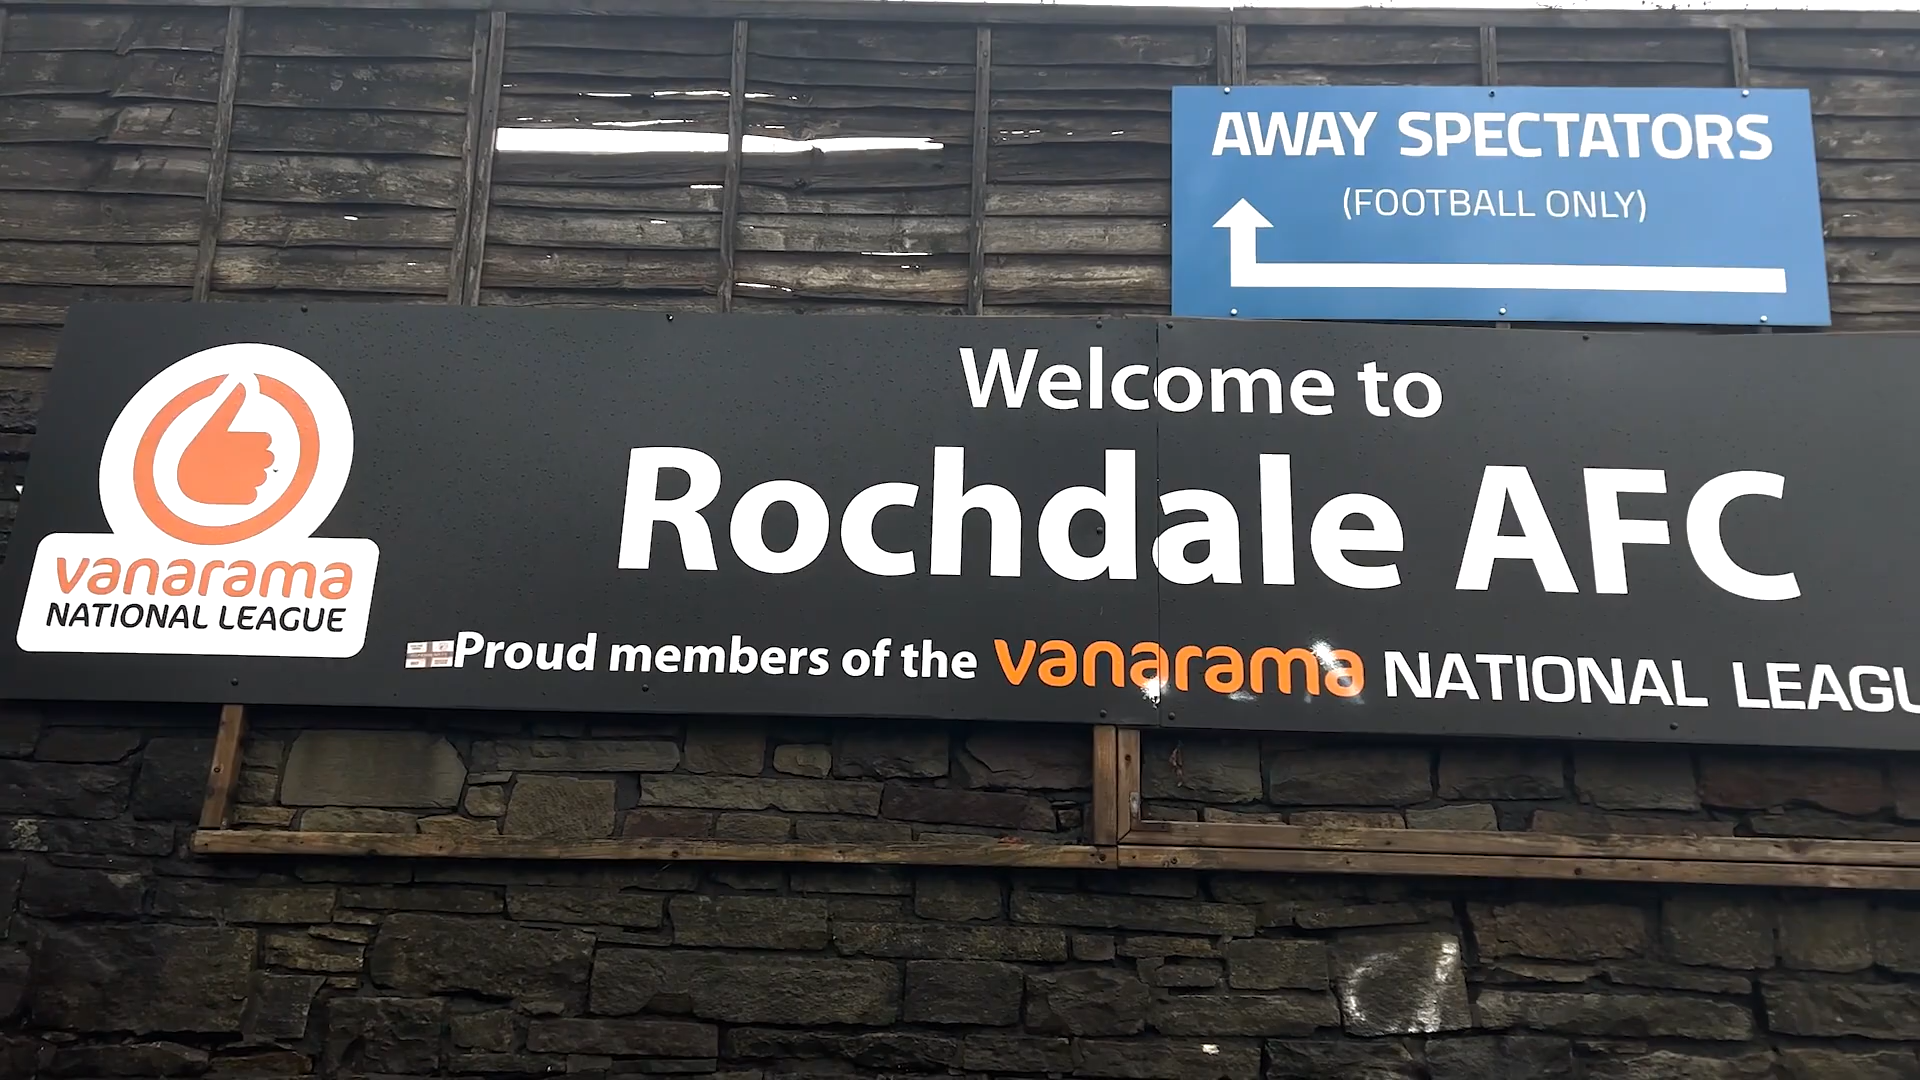 AWAY SPECTATORS
(FOOTBALL ONLY)
Welcome to
Rochdale AFC
vanarama
NATIONAL LEAGUE
Proud members of the vanarama NATIONAL LEAGU